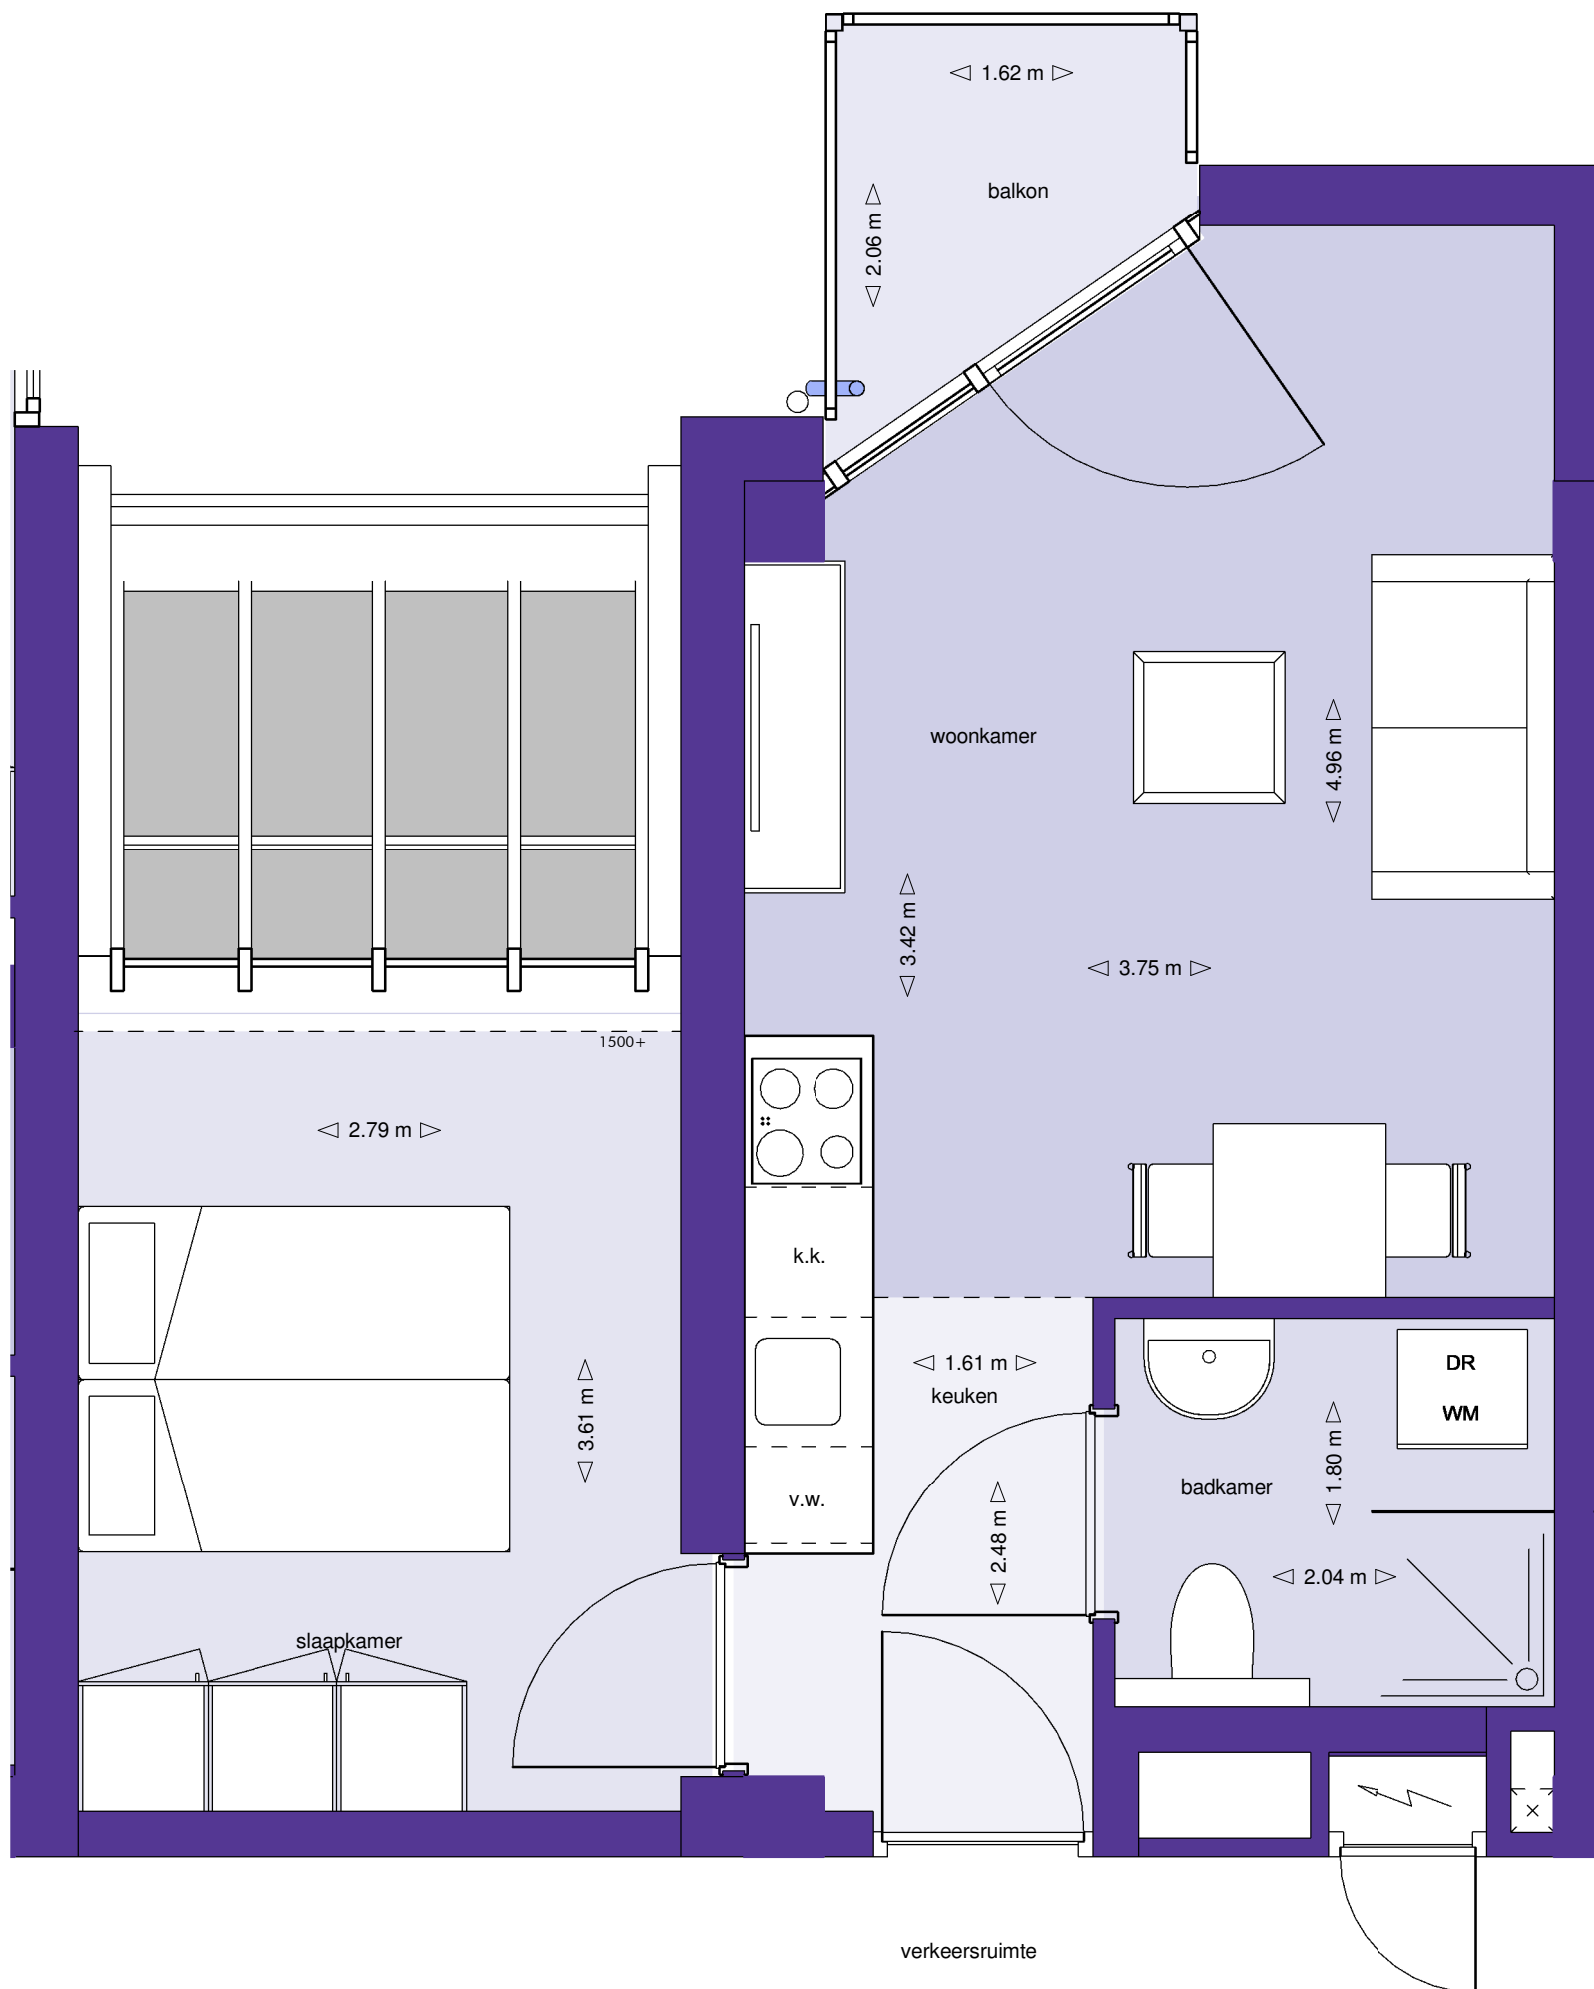 1.62 m
balkon
2.06 m
woonkamer
4.96 m
3.42 m
3.75 m
1500+
2.79 m
k.k.
1.61 m
keuken
DR
WM
3.61 m
1.80 m
badkamer
v.w.
2.48 m
2.04 m
slaapkamer
verkeersruimte